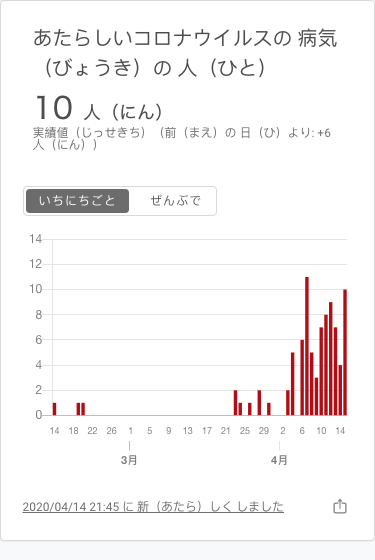 あたらしいコロナウイルスの 病気
（びょうき）の 人（ひと）
10 人（にん）
実績値（じっせきち）（前（まえ）の 日（ひ）より: +6
人（にん））
いちにちごと ぜんぶで
14
12
10
8
6
4
2
0
14 18 22 26 1 5 9 13 17 21 25 29 2 6 10 14
3月 4月
2020/04/14 21:45 に 新（あたら）しく しました